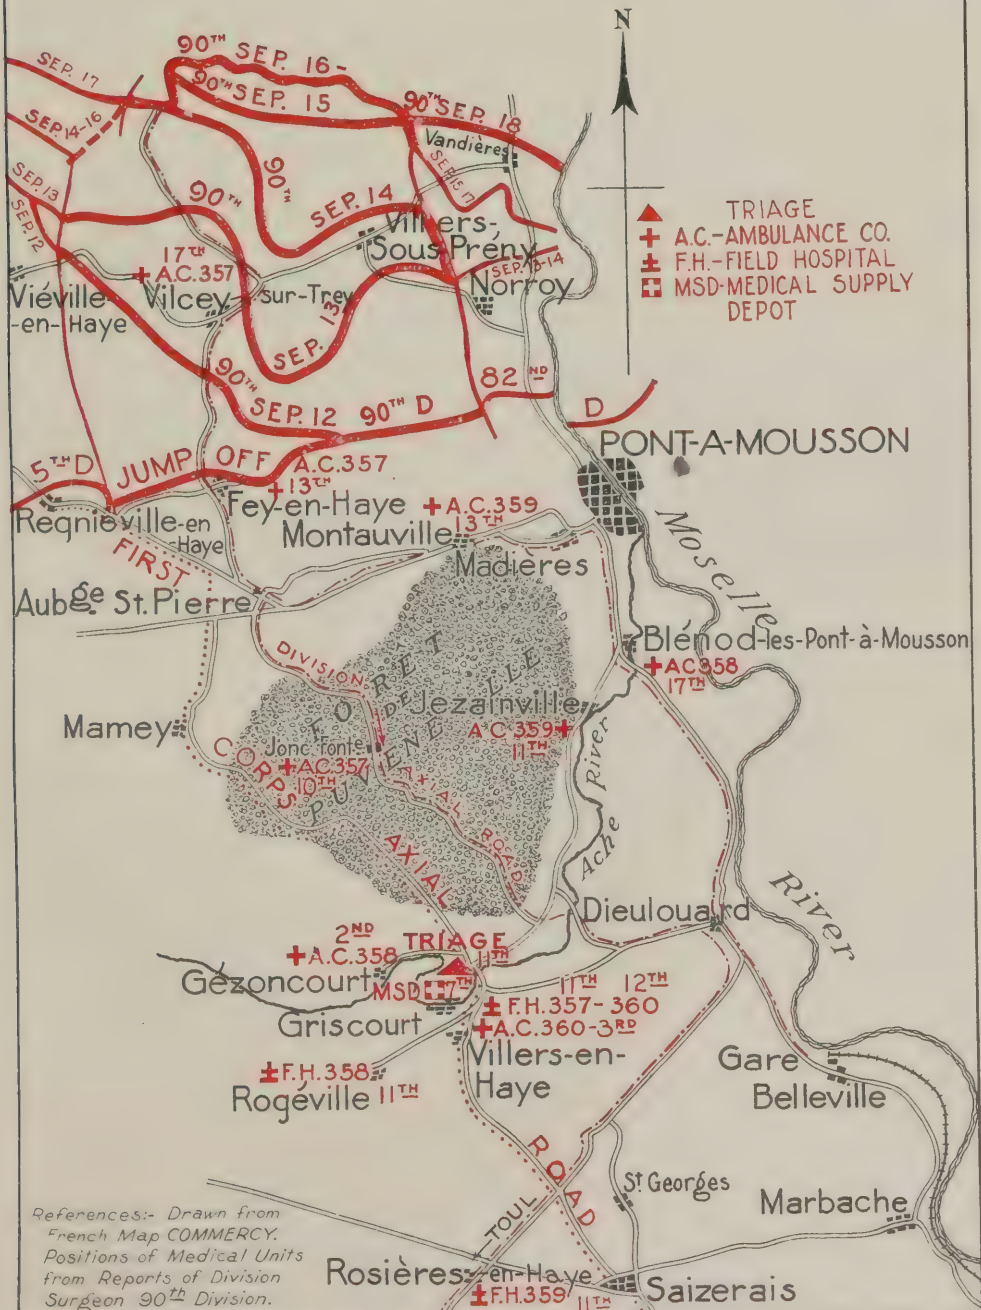 N
90TH SEP. 16-
SEP. 17
90TH SEP. 15
90TH SEP. 18
SEP. 14-16
Vandières
SEP. 15 17
90TH
SEP. 14
90TH
SEP. 13
SEP. 12
Villers-
Sous Prény
SEP. 13-14
Norroy
TRIAGE
A.C.-AMBULANCE CO.
F.H.-FIELD HOSPITAL
MSD-MEDICAL SUPPLY
DEPOT
17TH
A.C.357
Viéville
-en-Haye
Vilcey
sur-Trey
SEP. 13
90TH
SEP. 12
90TH D
82ND
D
PONT-A-MOUSSON
5TH D
JUMP OFF
A.C.357
13TH
Fey-en-Haye
A.C.359
13TH
Regniéville-en
-Haye
Montauville
Madières
FIRST
Moselle
Aubge St. Pierre
Blénod-les-Pont-à-Mousson
AC358
17TH
DIVISION
FORET
DE
PUVENELLE
Jezainville
AC 359
11TH
Mamey
CORPS
Jonc. Fonte
AC357
10TH
AXIAL
ROAD
Ache River
AXIAL
River
Dieulouard
2ND
A.C.358
TRIAGE
11TH
Gézoncourt
MSD
7TH
11TH 12TH
F.H.357-360
Griscourt
A.C.360-3RD
Villers-en-
Haye
F.H.358
Rogéville
11TH
Gare
Belleville
ROAD
St Georges
Marbache
TOUL
References:- Drawn from
French Map COMMERCY.
Positions of Medical Units
from Reports of Division
Surgeon 90th Division.
Rosières
-en-Haye
F.H.359
11TH
Saizerais